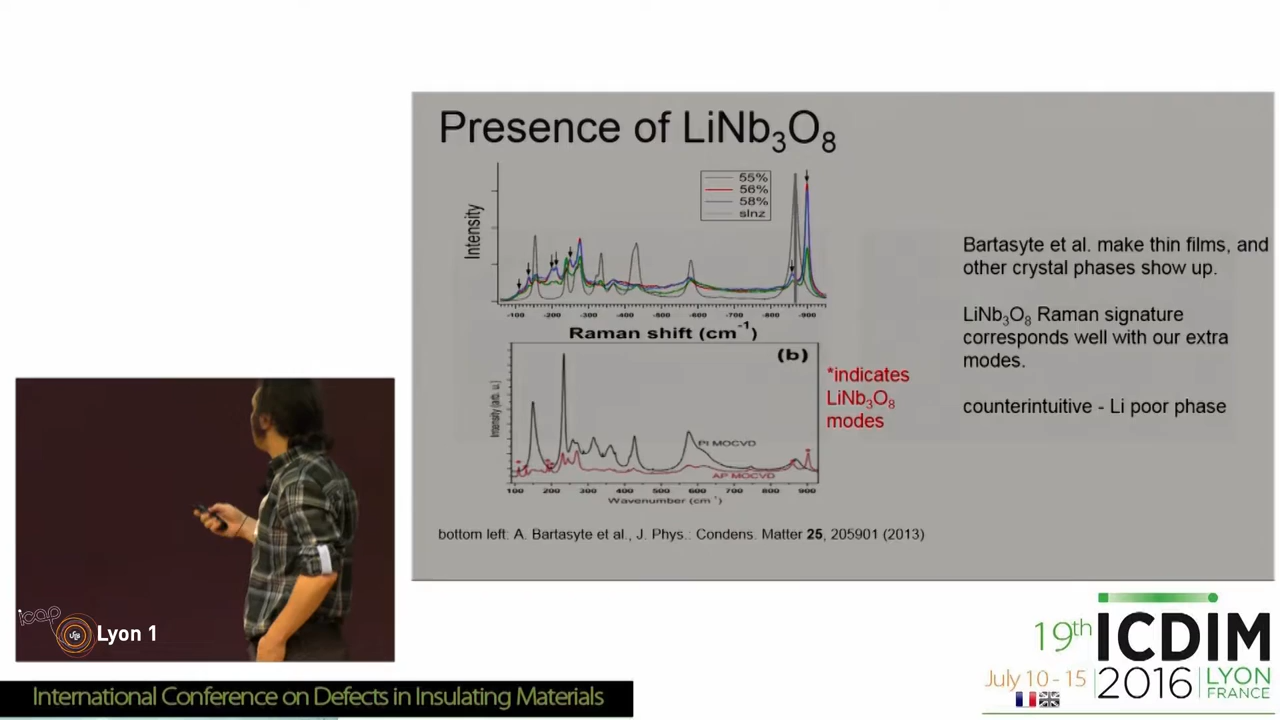 Presence of LiNb3O8
Intensity
55%
56%
58%
slnz
-100 -200 -300 -400 -500 -600 -700 -800 -900
Raman shift (cm-1)
Bartasyte et al. make thin films, and
other crystal phases show up.
LiNb3O8 Raman signature
corresponds well with our extra
modes.
counterintuitive - Li poor phase
(b)
Intensity (arb. u.)
PI MOCVD
AP MOCVD
100 200 300 400 500 600 700 800 900
Wavenumber (cm-1)
*indicates
LiNb3O8
modes
bottom left: A. Bartasyte et al., J. Phys.: Condens. Matter 25, 205901 (2013)
icap
Lyon 1
19th ICDIM
July 10 - 15 2016 LYON
FRANCE
International Conference on Defects in Insulating Materials